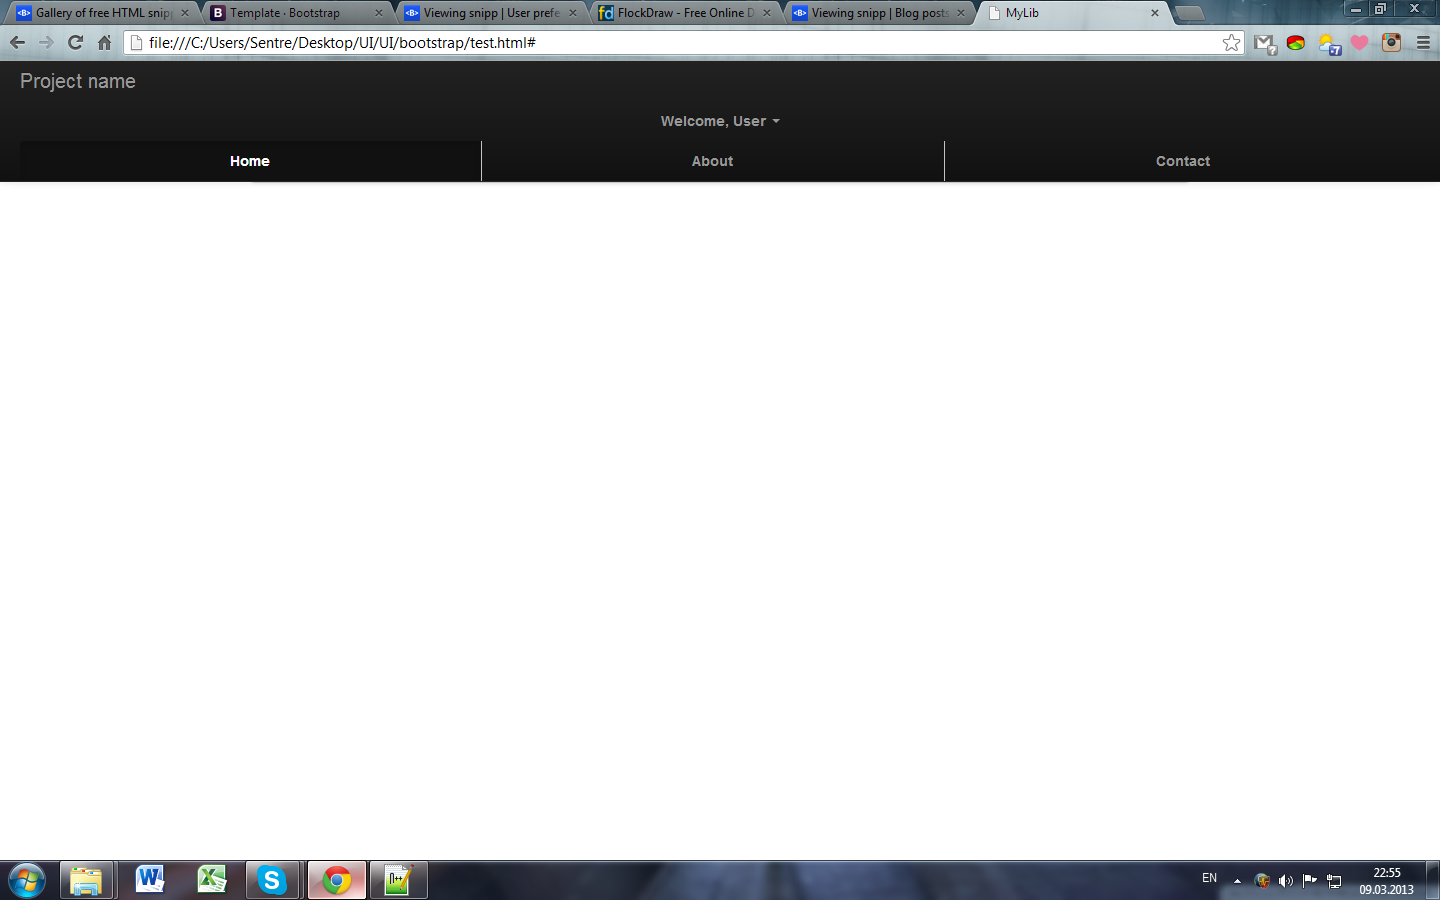 Gallery of free HTML snipp
Template · Bootstrap
Viewing snipp | User prefe
FlockDraw - Free Online D
Viewing snipp | Blog posts
MyLib
file:///C:/Users/Sentre/Desktop/UI/UI/bootstrap/test.html#
Project name
Welcome, User
Home About Contact
EN
22:55
09.03.2013